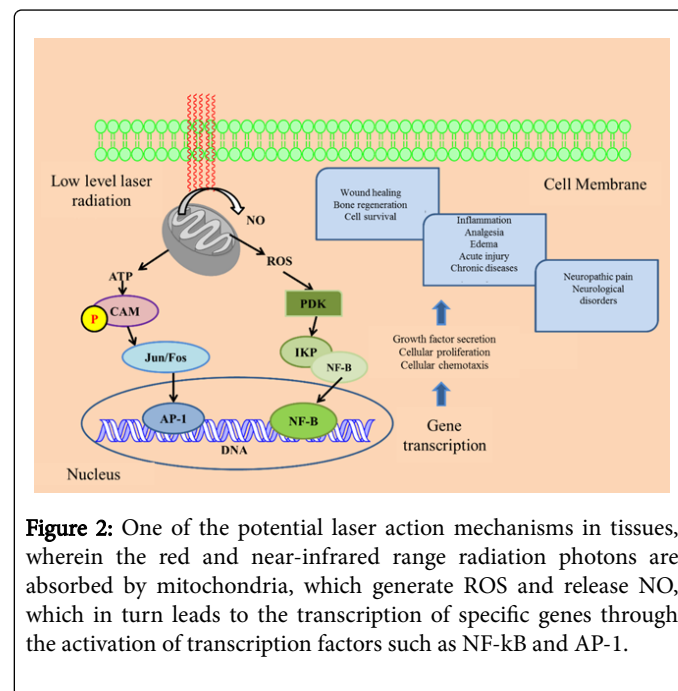 Low level laser
radiation
NO
Cell Membrane
Wound healing
Bone regeneration
Cell survival
Inflammation
Analgesia
Edema
Acute injury
Chronic diseases
Neuropathic pain
Neurological
disorders
ATP
ROS
P
CAM
PDK
Jun/Fos
IKP
NF-B
AP-1
NF-B
DNA
Nucleus
Growth factor secretion
Cellular proliferation
Cellular chemotaxis
Gene
transcription
Figure 2: One of the potential laser action mechanisms in tissues,
wherein the red and near-infrared range radiation photons are
absorbed by mitochondria, which generate ROS and release NO,
which in turn leads to the transcription of specific genes through
the activation of transcription factors such as NF-kB and AP-1.